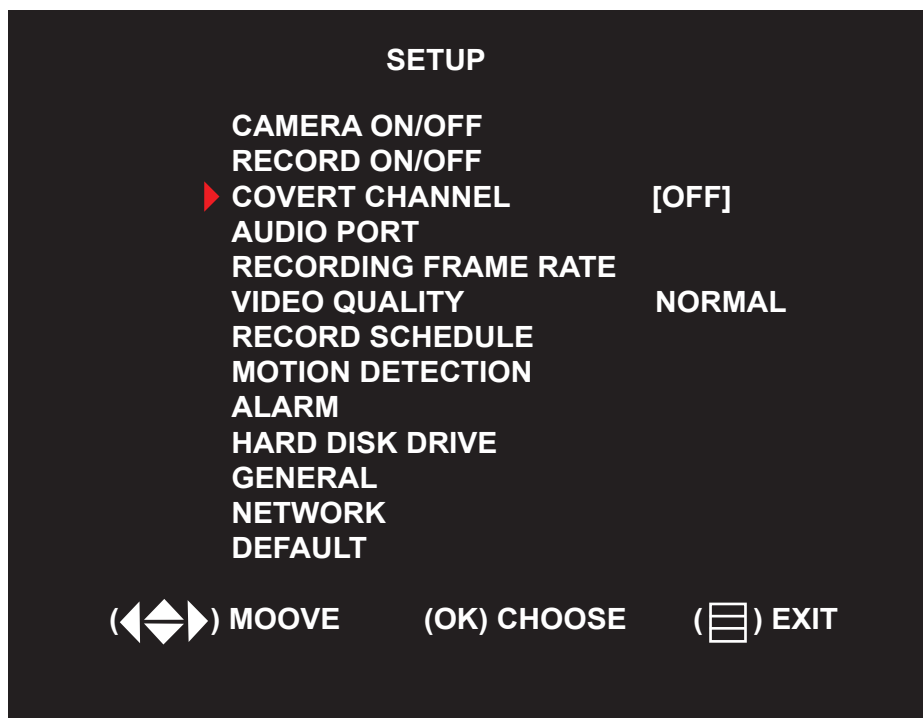 SETUP
CAMERA ON/OFF
RECORD ON/OFF
COVERT CHANNEL [OFF]
AUDIO PORT
RECORDING FRAME RATE
VIDEO QUALITY NORMAL
RECORD SCHEDULE
MOTION DETECTION
ALARM
HARD DISK DRIVE
GENERAL
NETWORK
DEFAULT
() MOOVE (OK) CHOOSE () EXIT